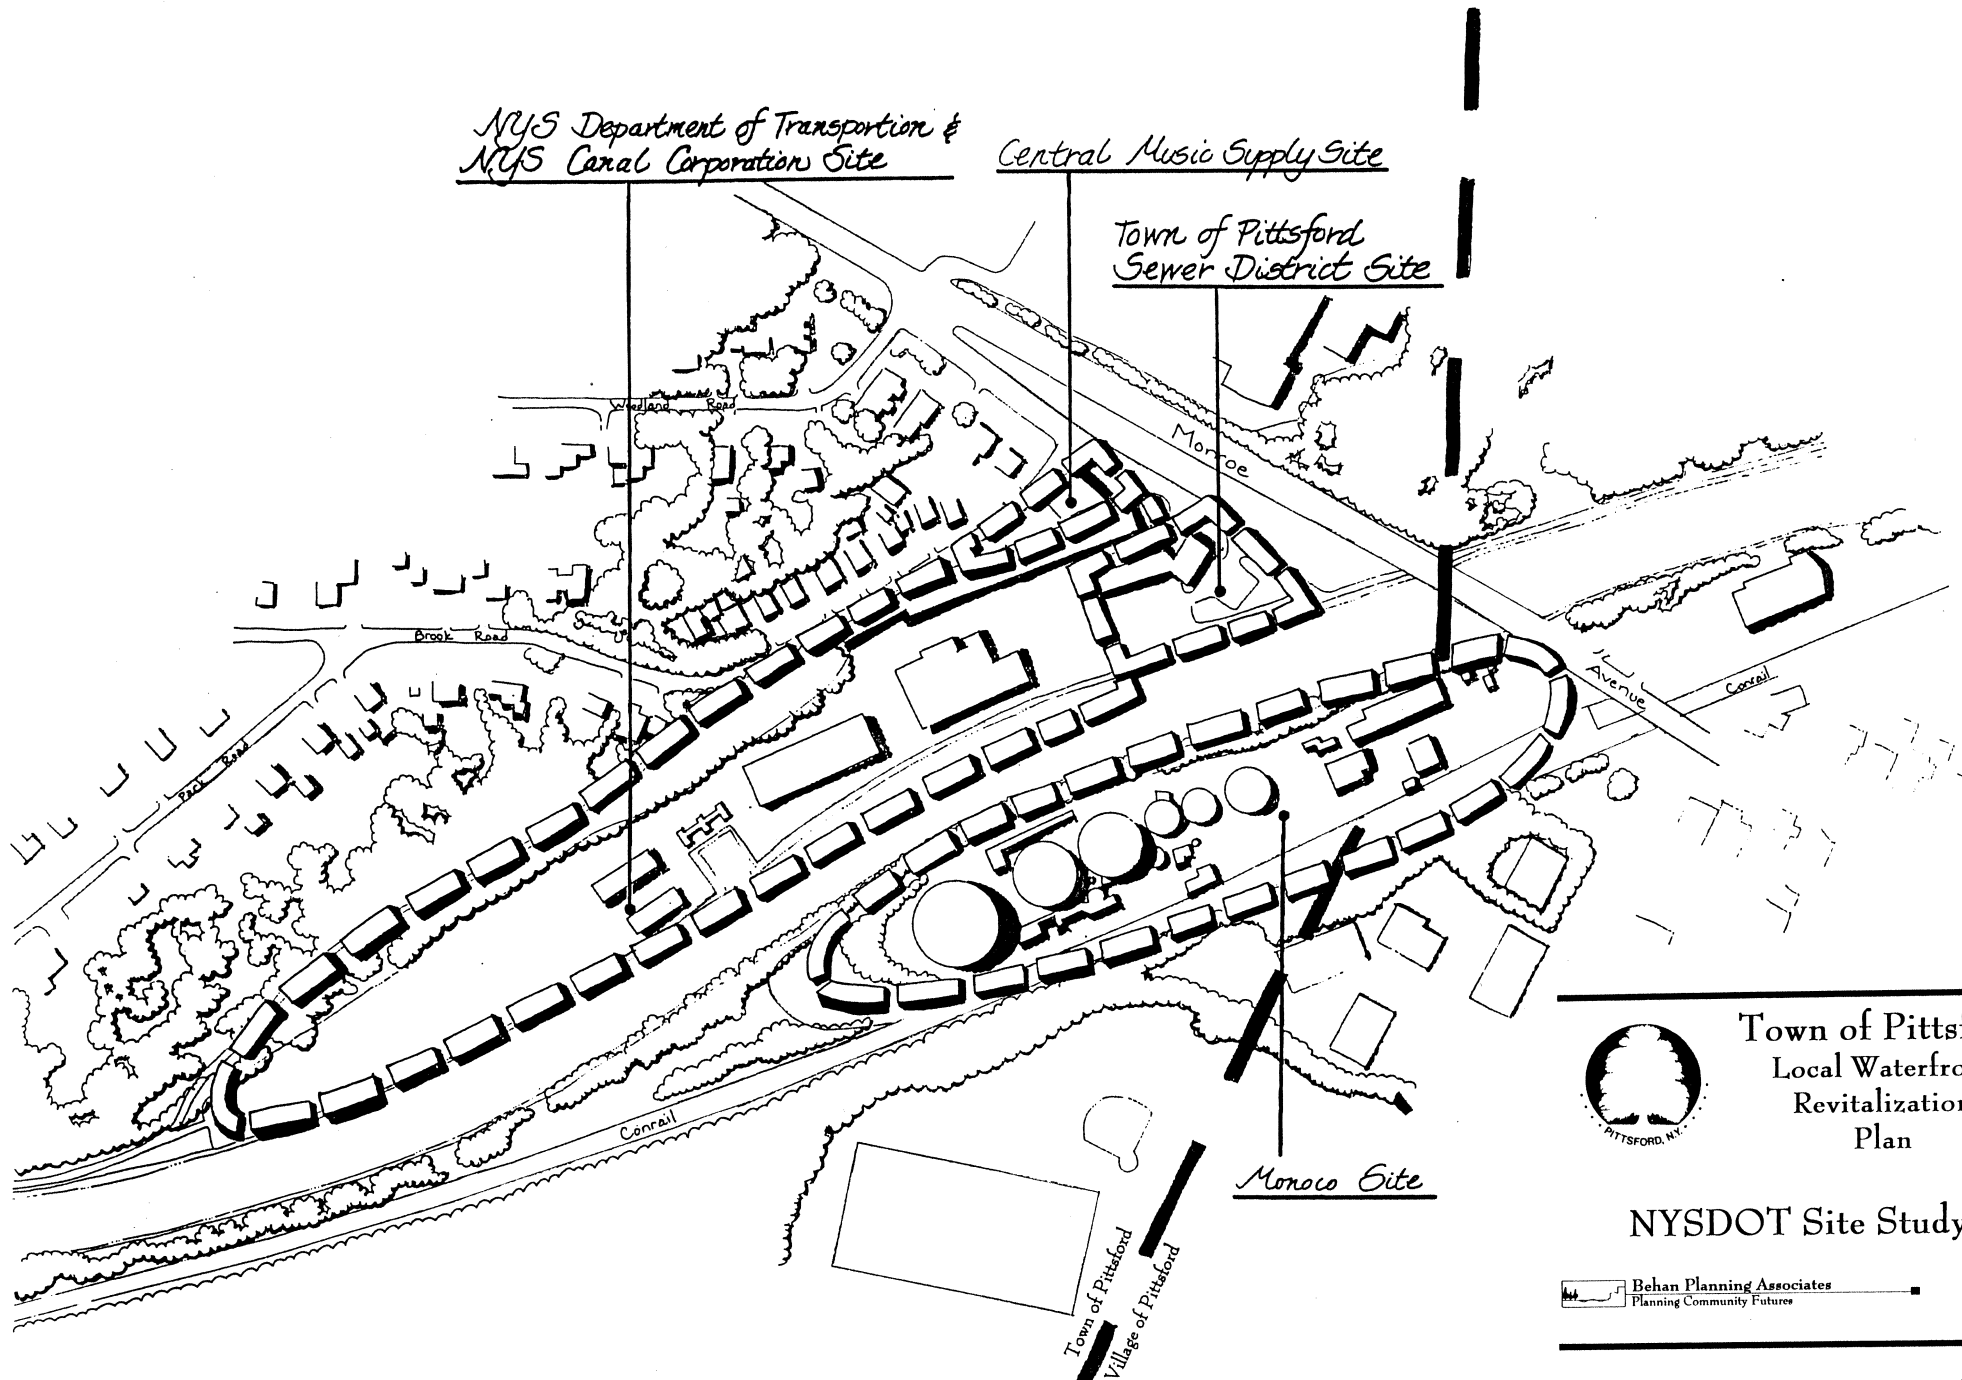 NYS Department of Transportion &
NYS Canal Corporation Site
Central Music Supply Site
Town of Pittsford
Sewer District Site
Woodland Road
Monroe
Brook Road
Avenue
Conrail
Park Road
Conrail
Monoco Site
Town of Pittsford
Village of Pittsford
Town of Pittsf
Local Waterfro
Revitalization
Plan
PITTSFORD, N.Y.
NYSDOT Site Study
Behan Planning Associates
Planning Community Futures